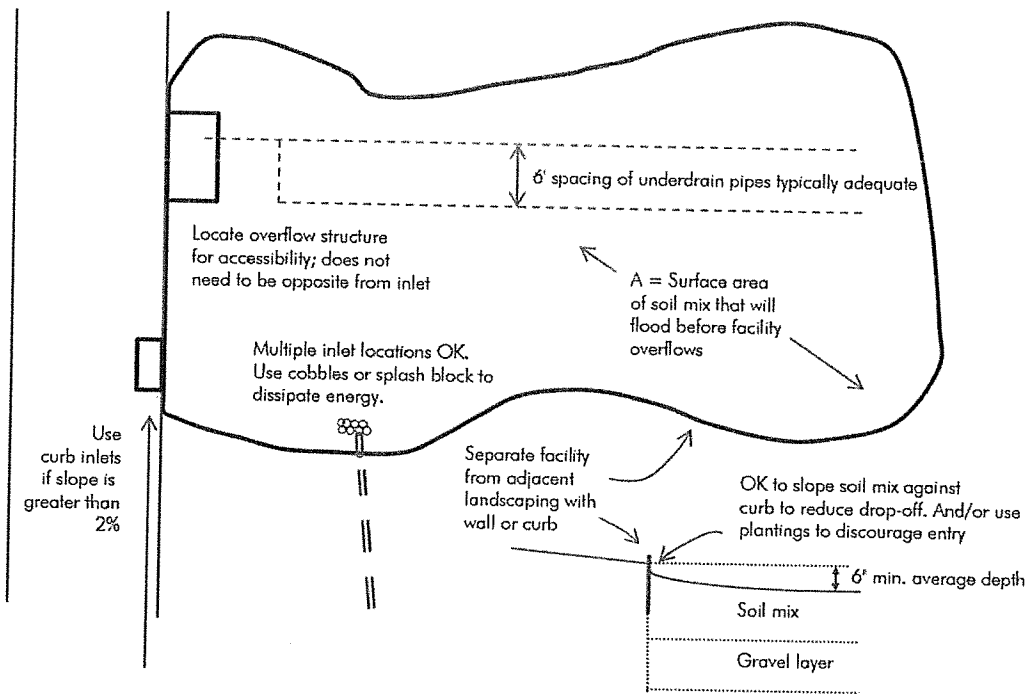 6' spacing of underdrain pipes typically adequate
Locate overflow structure
for accessibility; does not
need to be opposite from inlet
A = Surface area
of soil mix that will
flood before facility
overflows
Multiple inlet locations OK.
Use cobbles or splash block to
dissipate energy.
Use
curb inlets
if slope is
greater than
2%
Separate facility
from adjacent
landscaping with
wall or curb
OK to slope soil mix against
curb to reduce drop-off. And/or use
plantings to discourage entry
6" min. average depth
Soil mix
Gravel layer